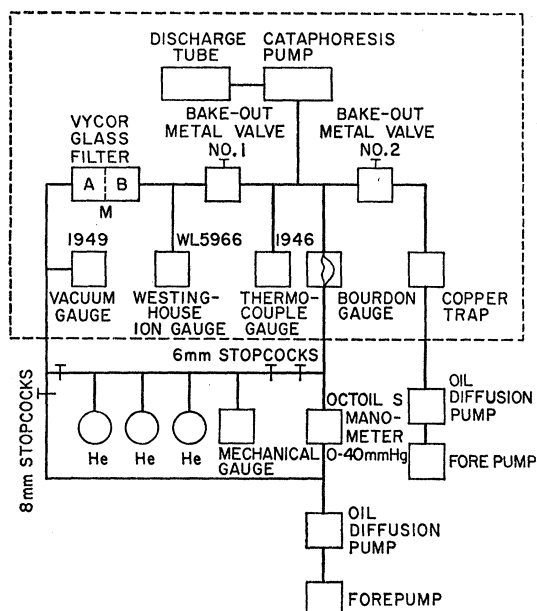 DISCHARGE
TUBE
CATAPHORESIS
PUMP
VYCOR
GLASS
FILTER
BAKE-OUT
METAL VALVE
NO.1
BAKE-OUT
METAL VALVE
NO.2
A
B
M
1949
WL5966
1946
VACUUM
GAUGE
WESTING-
HOUSE
ION GAUGE
THERMO-
COUPLE
GAUGE
BOURDON
GAUGE
COPPER
TRAP
6mm STOPCOCKS
8mm STOPCOCKS
He
He
He
MECHANICAL
GAUGE
OCTOIL S
MANO-
METER
0-40mmHg
OIL
DIFFUSION
PUMP
FORE PUMP
OIL
DIFFUSION
PUMP
FOREPUMP